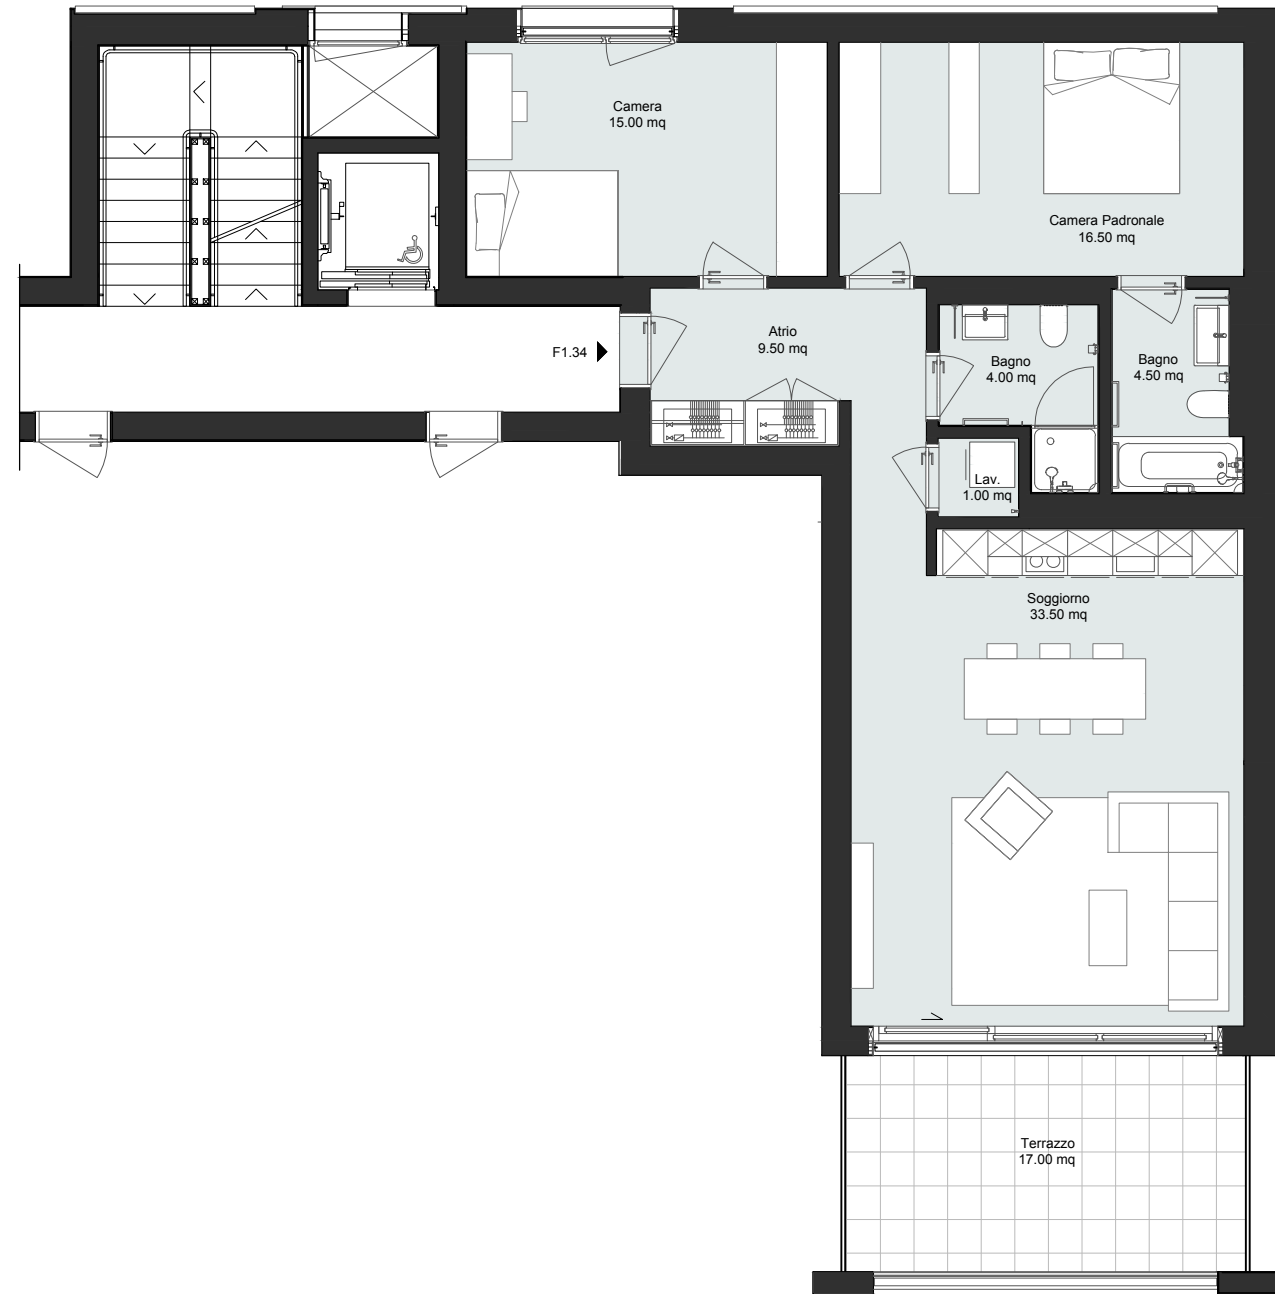 Camera
15.00 mq
Camera Padronale
16.50 mq
F1.34
Atrio
9.50 mq
Bagno
4.00 mq
Bagno
4.50 mq
Lav.
1.00 mq
Soggiorno
33.50 mq
Terrazzo
17.00 mq